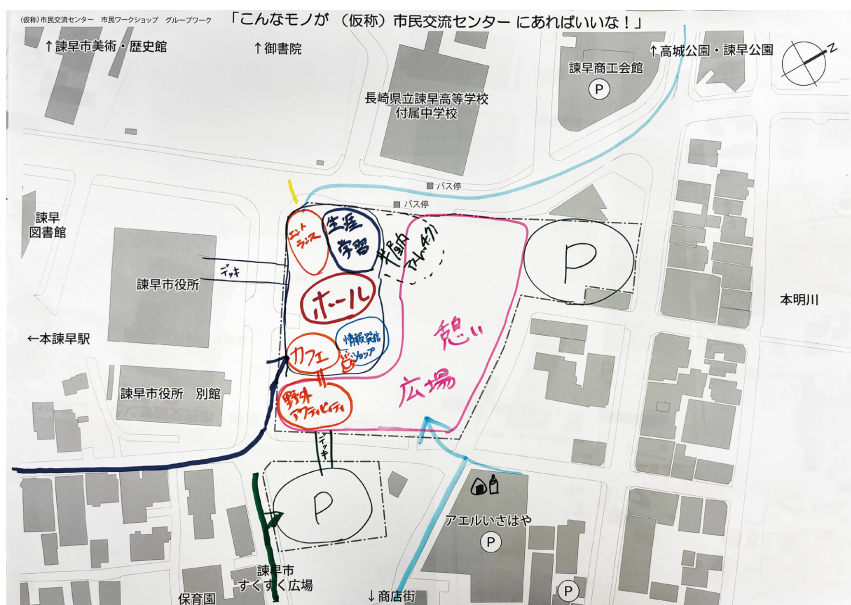 (仮称)市民交流センター 市民ワークショップ グループワーク
「こんなモノが (仮称)市民交流センター にあればいいな!」
↑諫早市美術・歴史館
↑御書院
↑高城公園・諫早公園
N
諫早商工会館
P
長崎県立諫早高等学校
付属中学校
バス停
バス停
諫早
図書館
エント
ランス
生涯
学習
半屋内
P
デッキ
諫早市役所
ホール
本明川
←本諫早駅
カフェ
情報発信
ショップ
憩い
広場
諫早市役所 別館
野外
アクティビティ
デッキ
P
アエルいさはや
P
諫早市
すくすく広場
保育園
↓商店街
P